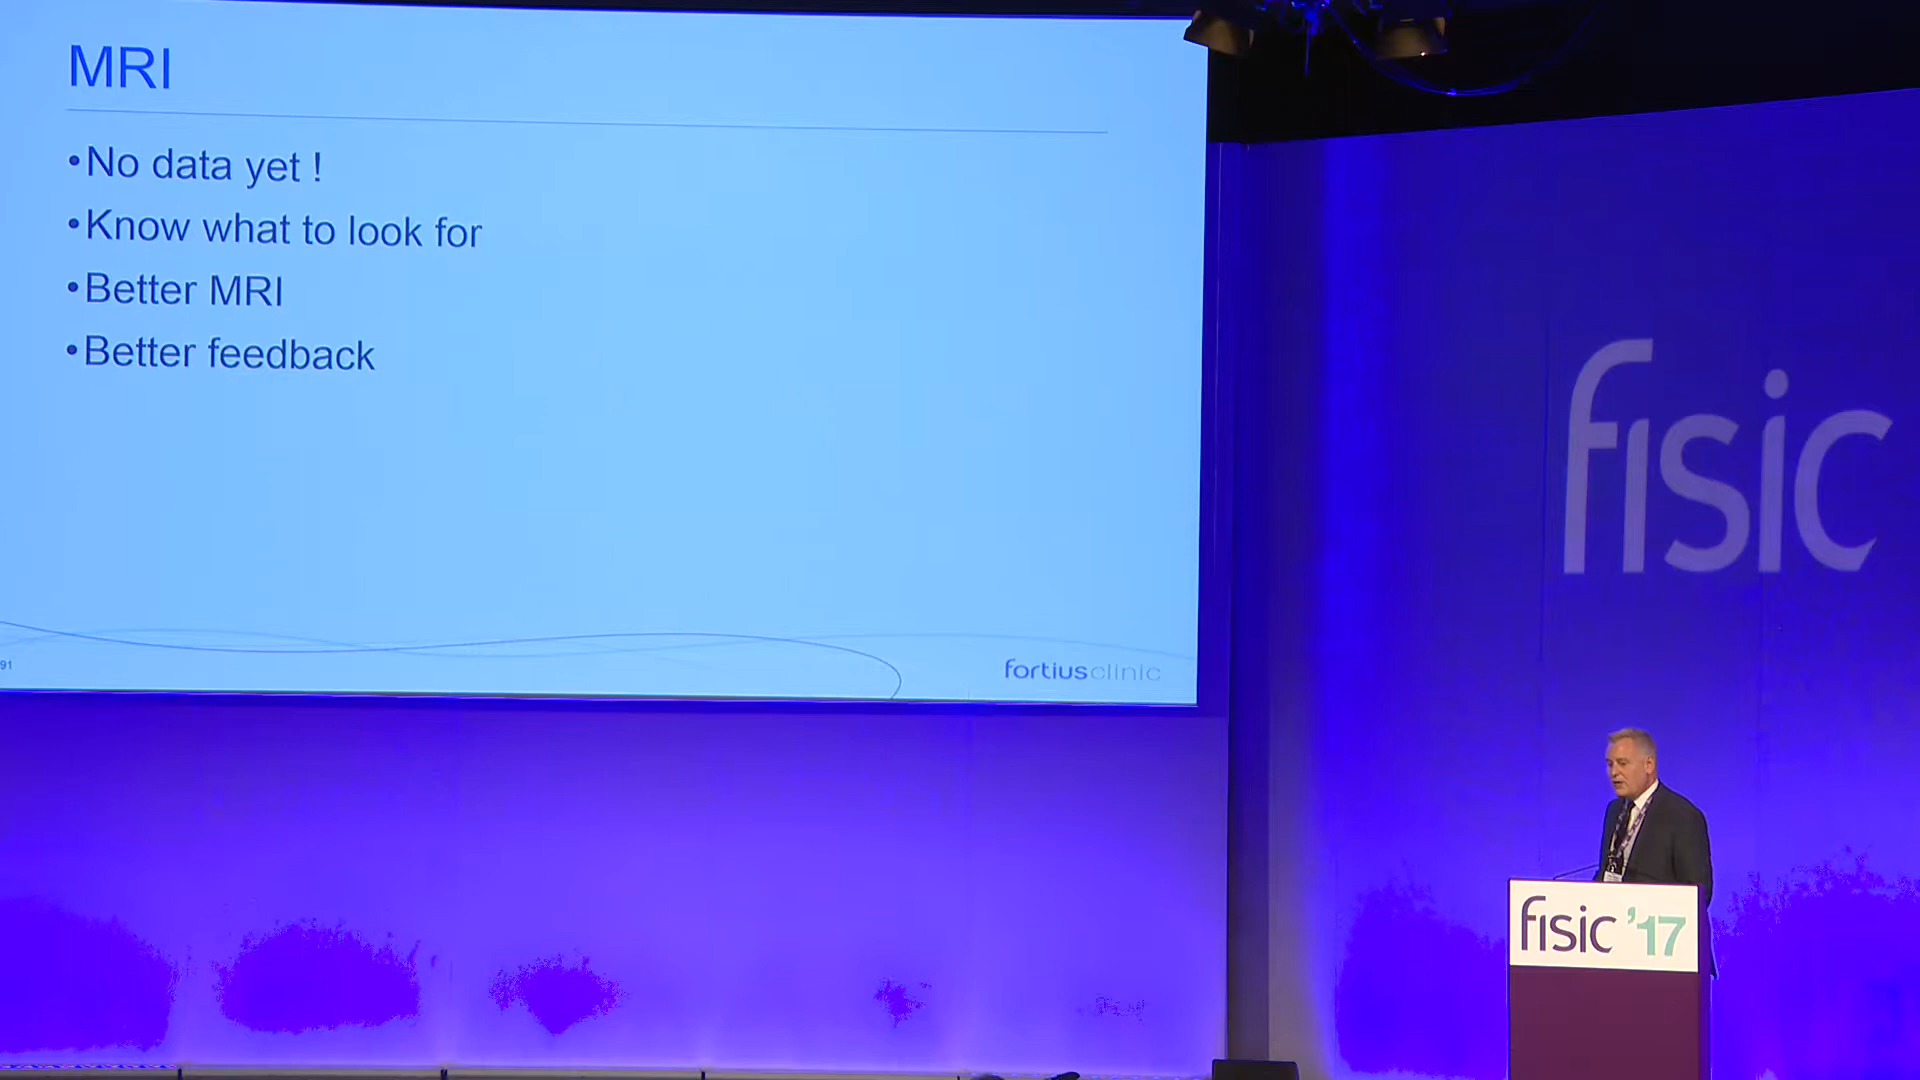 MRI
•No data yet !
•Know what to look for
•Better MRI
•Better feedback
91
fortiusclinic
fisic
fisic '17